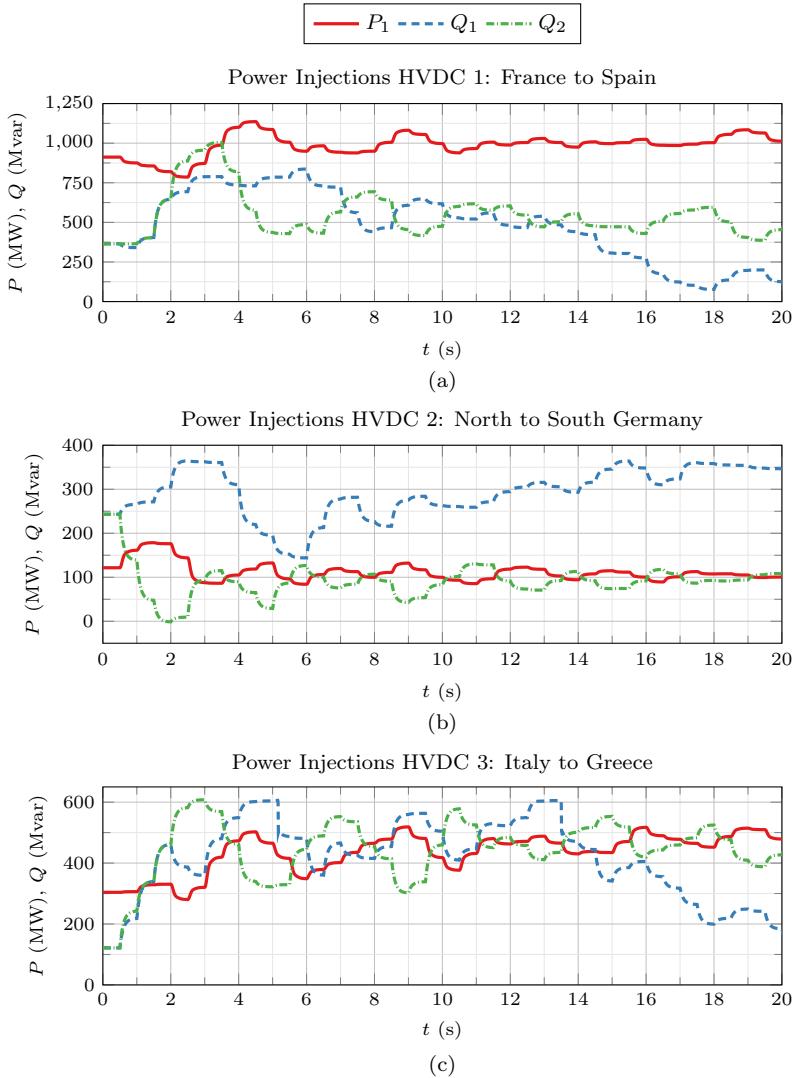 P1 Q1 Q2
Power Injections HVDC 1: France to Spain
P (MW), Q (Mvar)
1,250
1,000
750
500
250
0
0 2 4 6 8 10 12 14 16 18 20
t (s)
(a)
Power Injections HVDC 2: North to South Germany
P (MW), Q (Mvar)
400
300
200
100
0
0 2 4 6 8 10 12 14 16 18 20
t (s)
(b)
Power Injections HVDC 3: Italy to Greece
P (MW), Q (Mvar)
600
400
200
0
0 2 4 6 8 10 12 14 16 18 20
t (s)
(c)